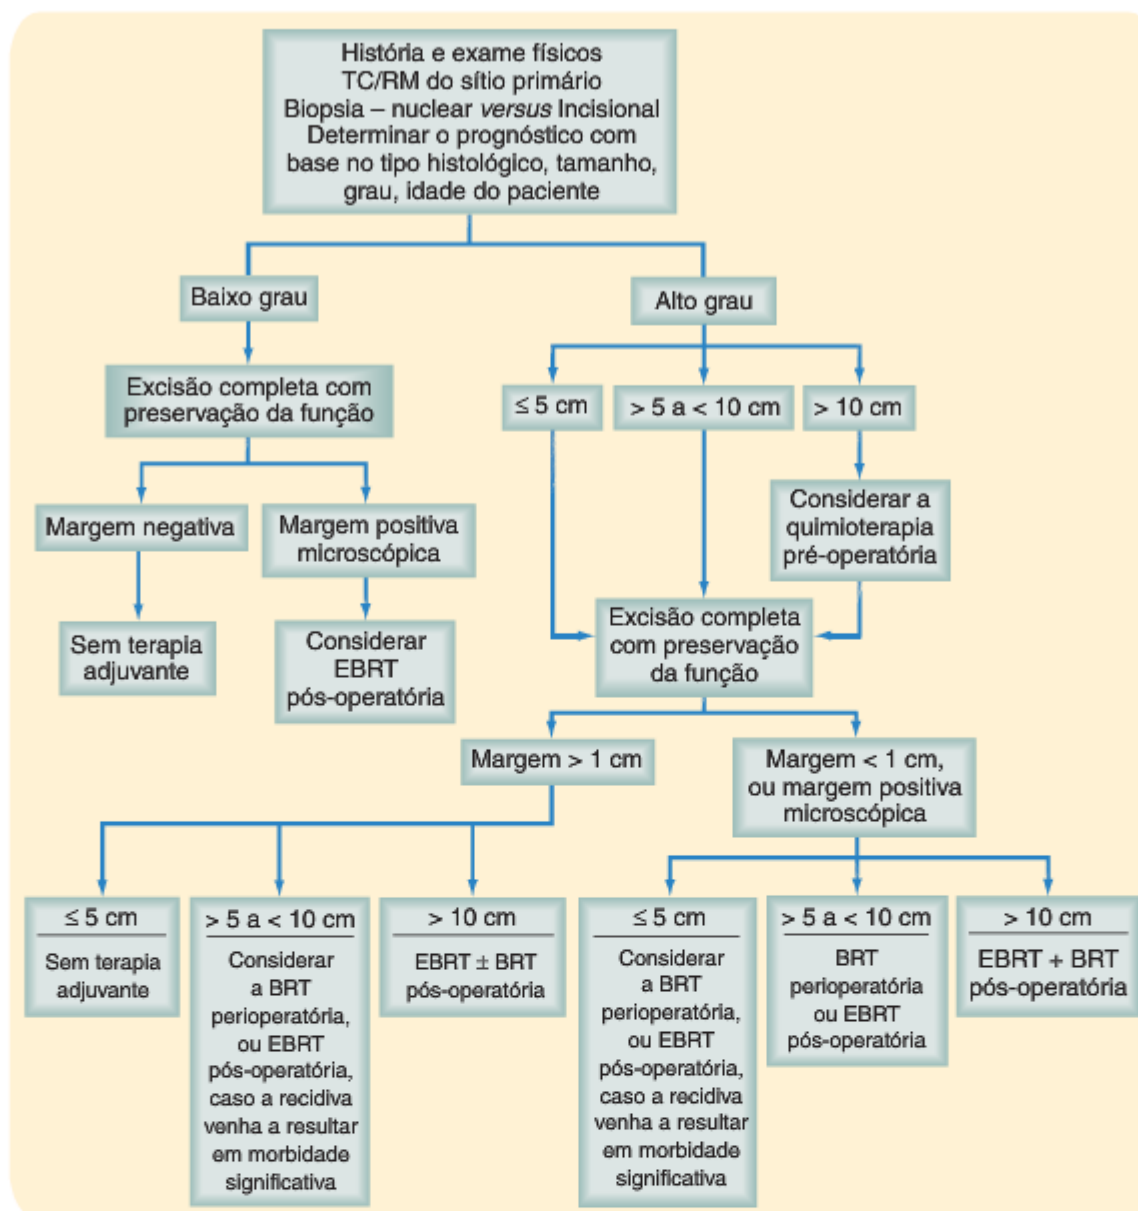 História e exame físicos
TC/RM do sítio primário
Biopsia – nuclear versus Incisional
Determinar o prognóstico com
base no tipo histológico, tamanho,
grau, idade do paciente
Baixo grau
Alto grau
Excisão completa com
preservação da função
≤ 5 cm
> 5 a < 10 cm
> 10 cm
Margem negativa
Margem positiva
microscópica
Considerar a
quimioterapia
pré-operatória
Sem terapia
adjuvante
Considerar
EBRT
pós-operatória
Excisão completa
com preservação
da função
Margem > 1 cm
Margem < 1 cm,
ou margem positiva
microscópica
≤ 5 cm
Sem terapia
adjuvante
> 5 a < 10 cm
Considerar
a BRT
perioperatória,
ou EBRT
pós-operatória,
caso a recidiva
venha a resultar
em morbidade
significativa
> 10 cm
EBRT ± BRT
pós-operatória
≤ 5 cm
Considerar
a BRT
perioperatória,
ou EBRT
pós-operatória,
caso a recidiva
venha a resultar
em morbidade
significativa
> 5 a < 10 cm
BRT
perioperatória
ou EBRT
pós-operatória
> 10 cm
EBRT + BRT
pós-operatória